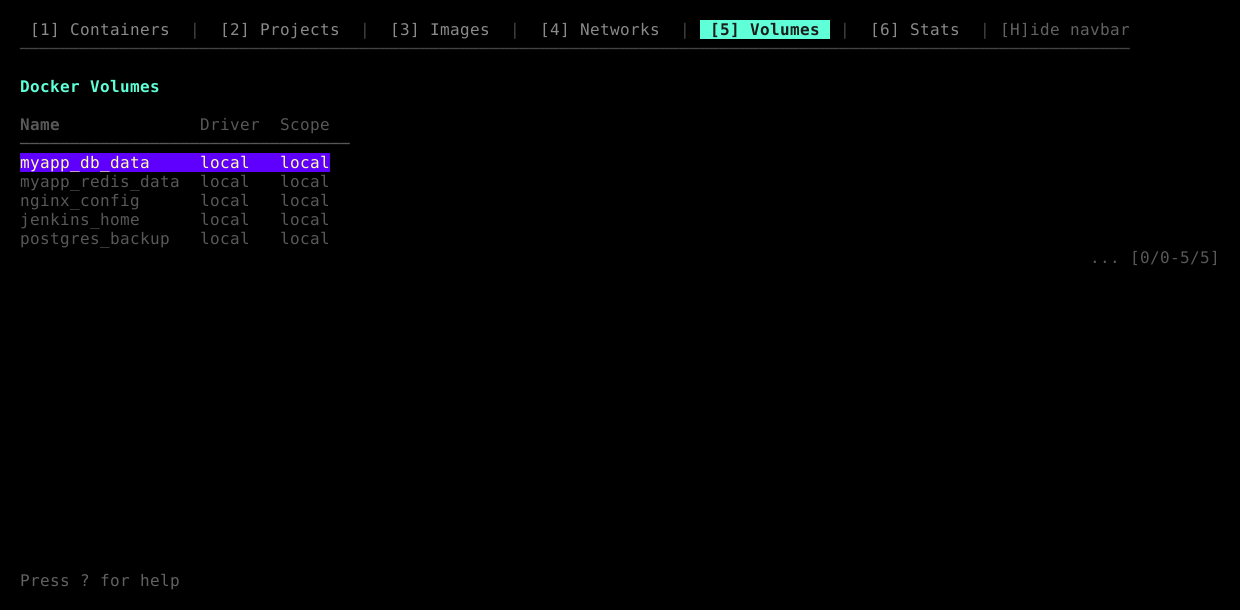 [1] Containers | [2] Projects | [3] Images | [4] Networks | [5] Volumes | [6] Stats | [H]ide navbar
Docker Volumes
Name Driver Scope
myapp_db_data local local
myapp_redis_data local local
nginx_config local local
jenkins_home local local
postgres_backup local local
... [0/0-5/5]
Press ? for help